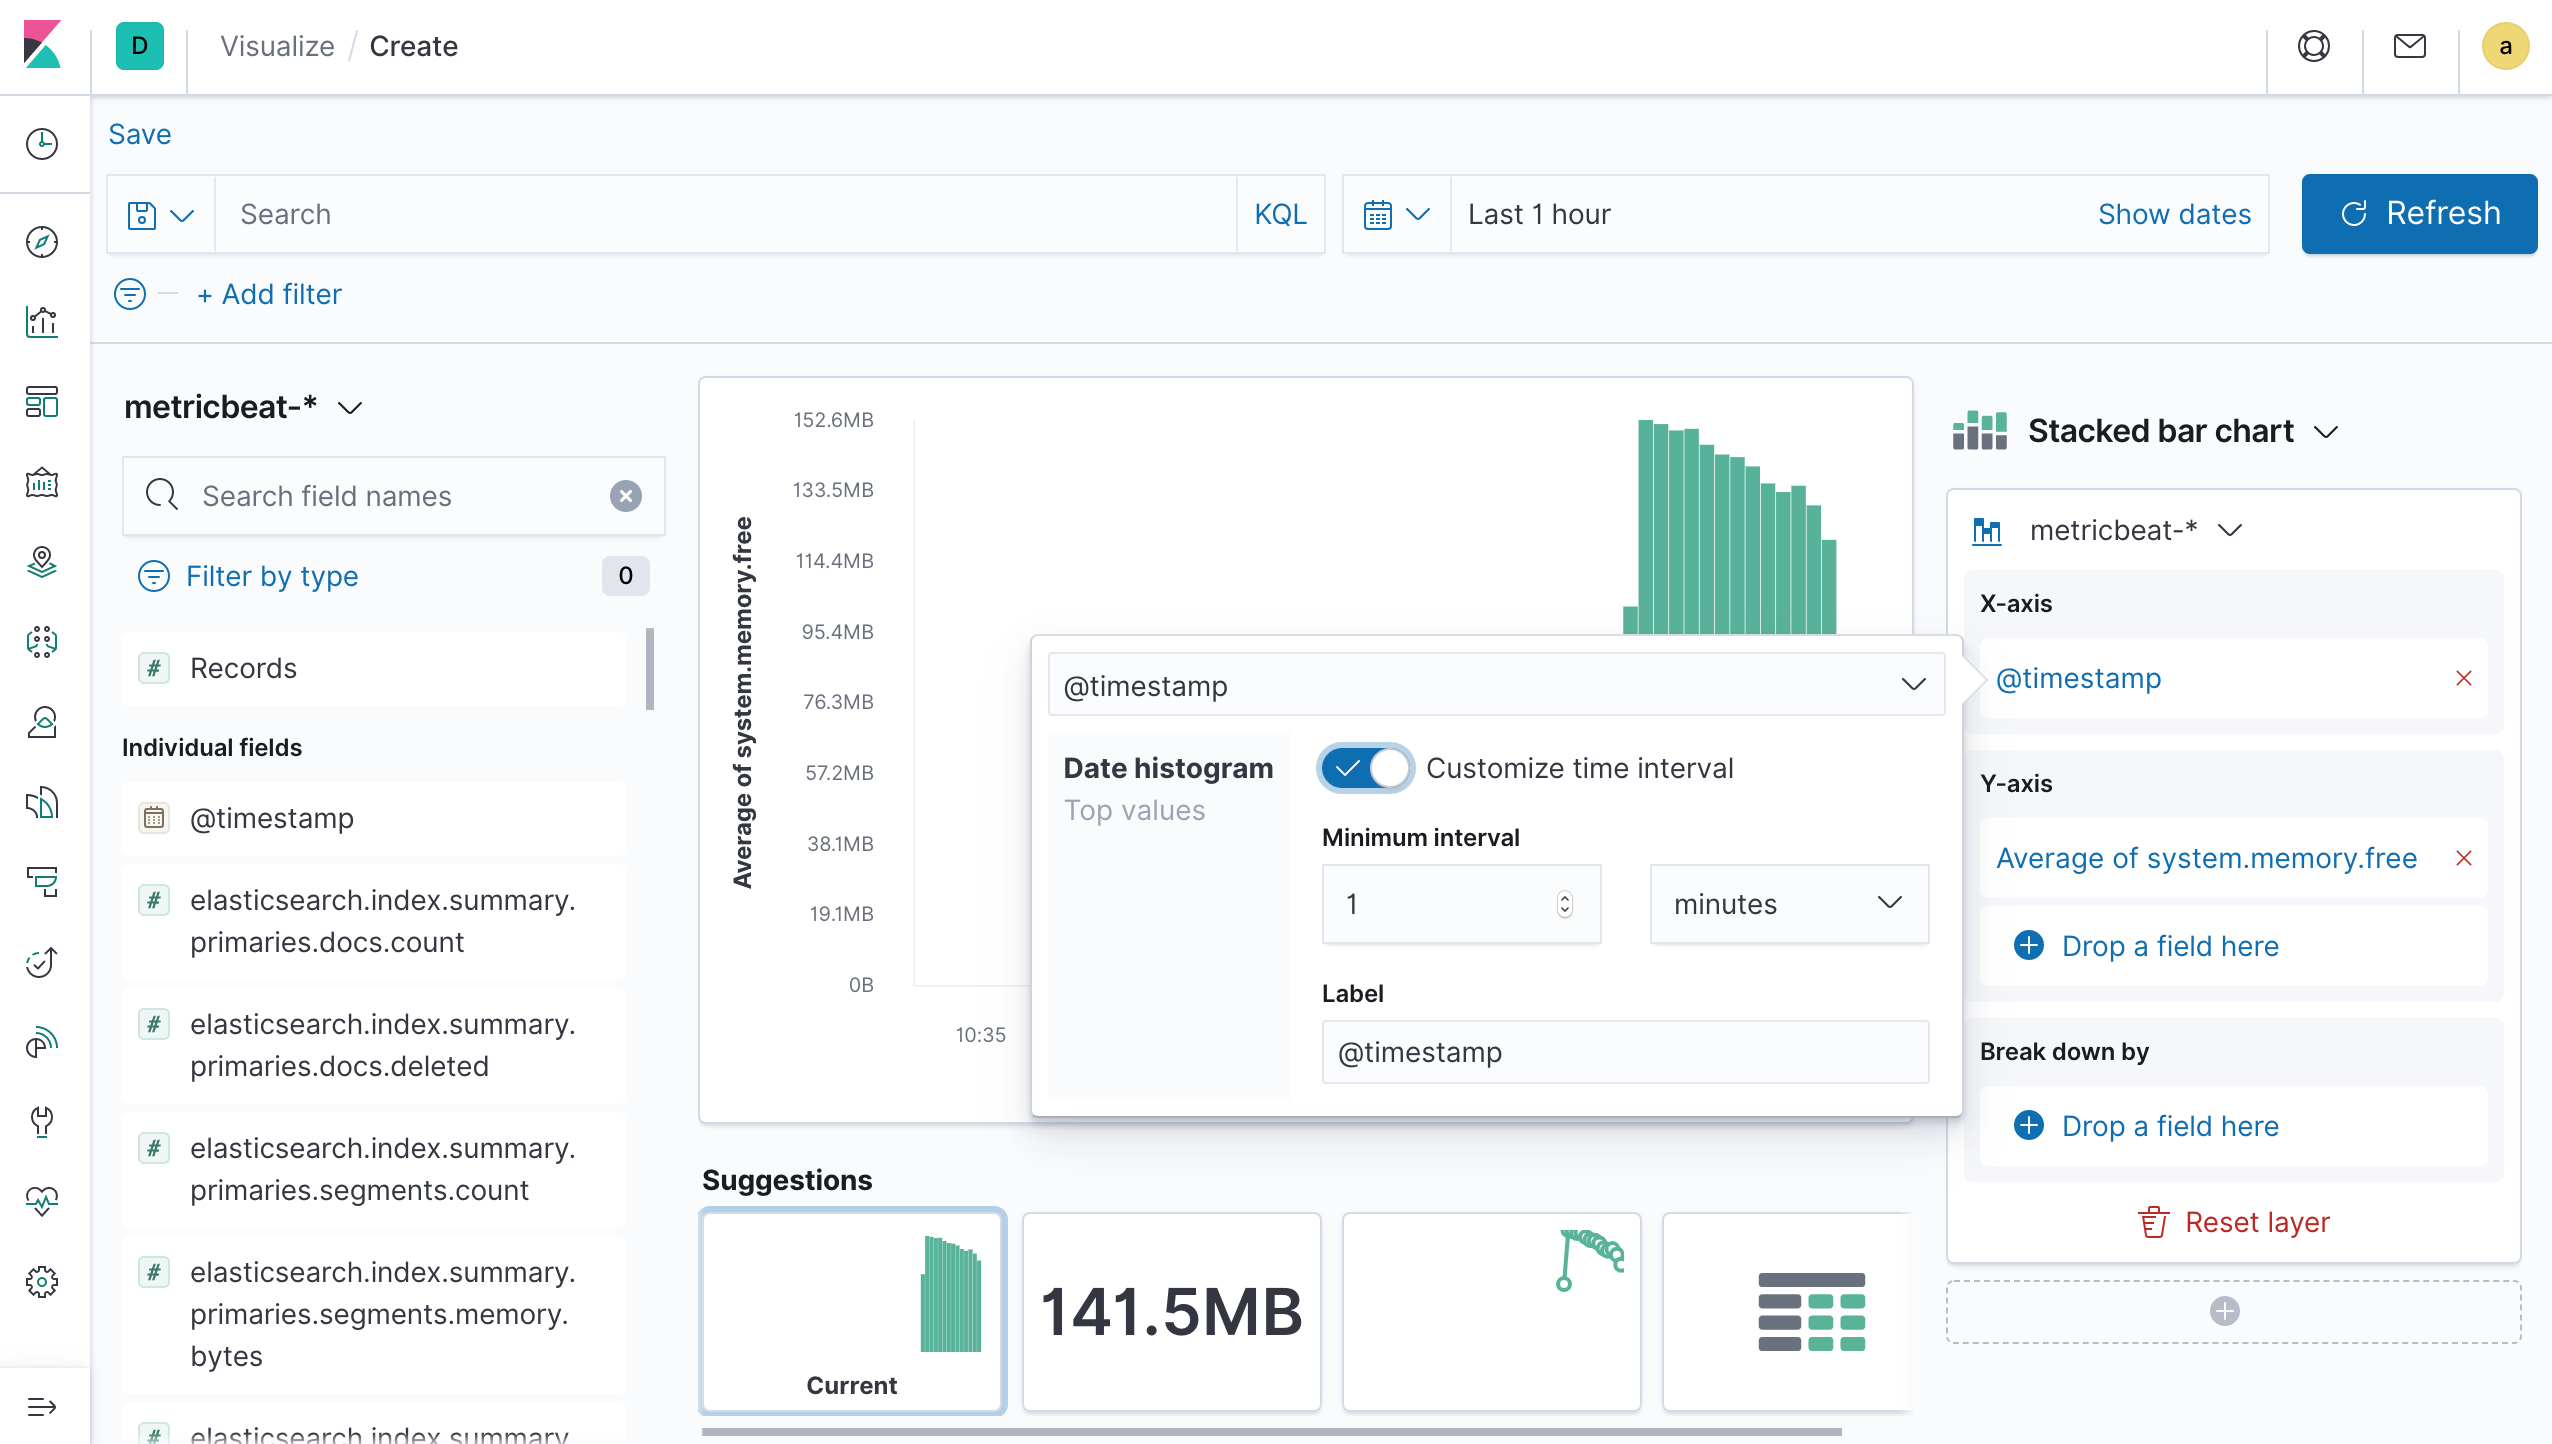 D
Visualize / Create
a
Save
Search
KQL
Last 1 hour
Show dates
Refresh
+ Add filter
metricbeat-*
Search field names
Filter by type
0
# Records
Individual fields
@timestamp
# elasticsearch.index.summary.
primaries.docs.count
# elasticsearch.index.summary.
primaries.docs.deleted
# elasticsearch.index.summary.
primaries.segments.count
# elasticsearch.index.summary.
primaries.segments.memory.
bytes
# elasticsearch.index.summary.
Average of system.memory.free
152.6MB
133.5MB
114.4MB
95.4MB
76.3MB
57.2MB
38.1MB
19.1MB
0B
10:35
@timestamp
Date histogram
Top values
Customize time interval
Minimum interval
1
minutes
Label
@timestamp
Suggestions
Current
141.5MB
Stacked bar chart
metricbeat-*
X-axis
@timestamp
Y-axis
Average of system.memory.free
Drop a field here
Break down by
Drop a field here
Reset layer